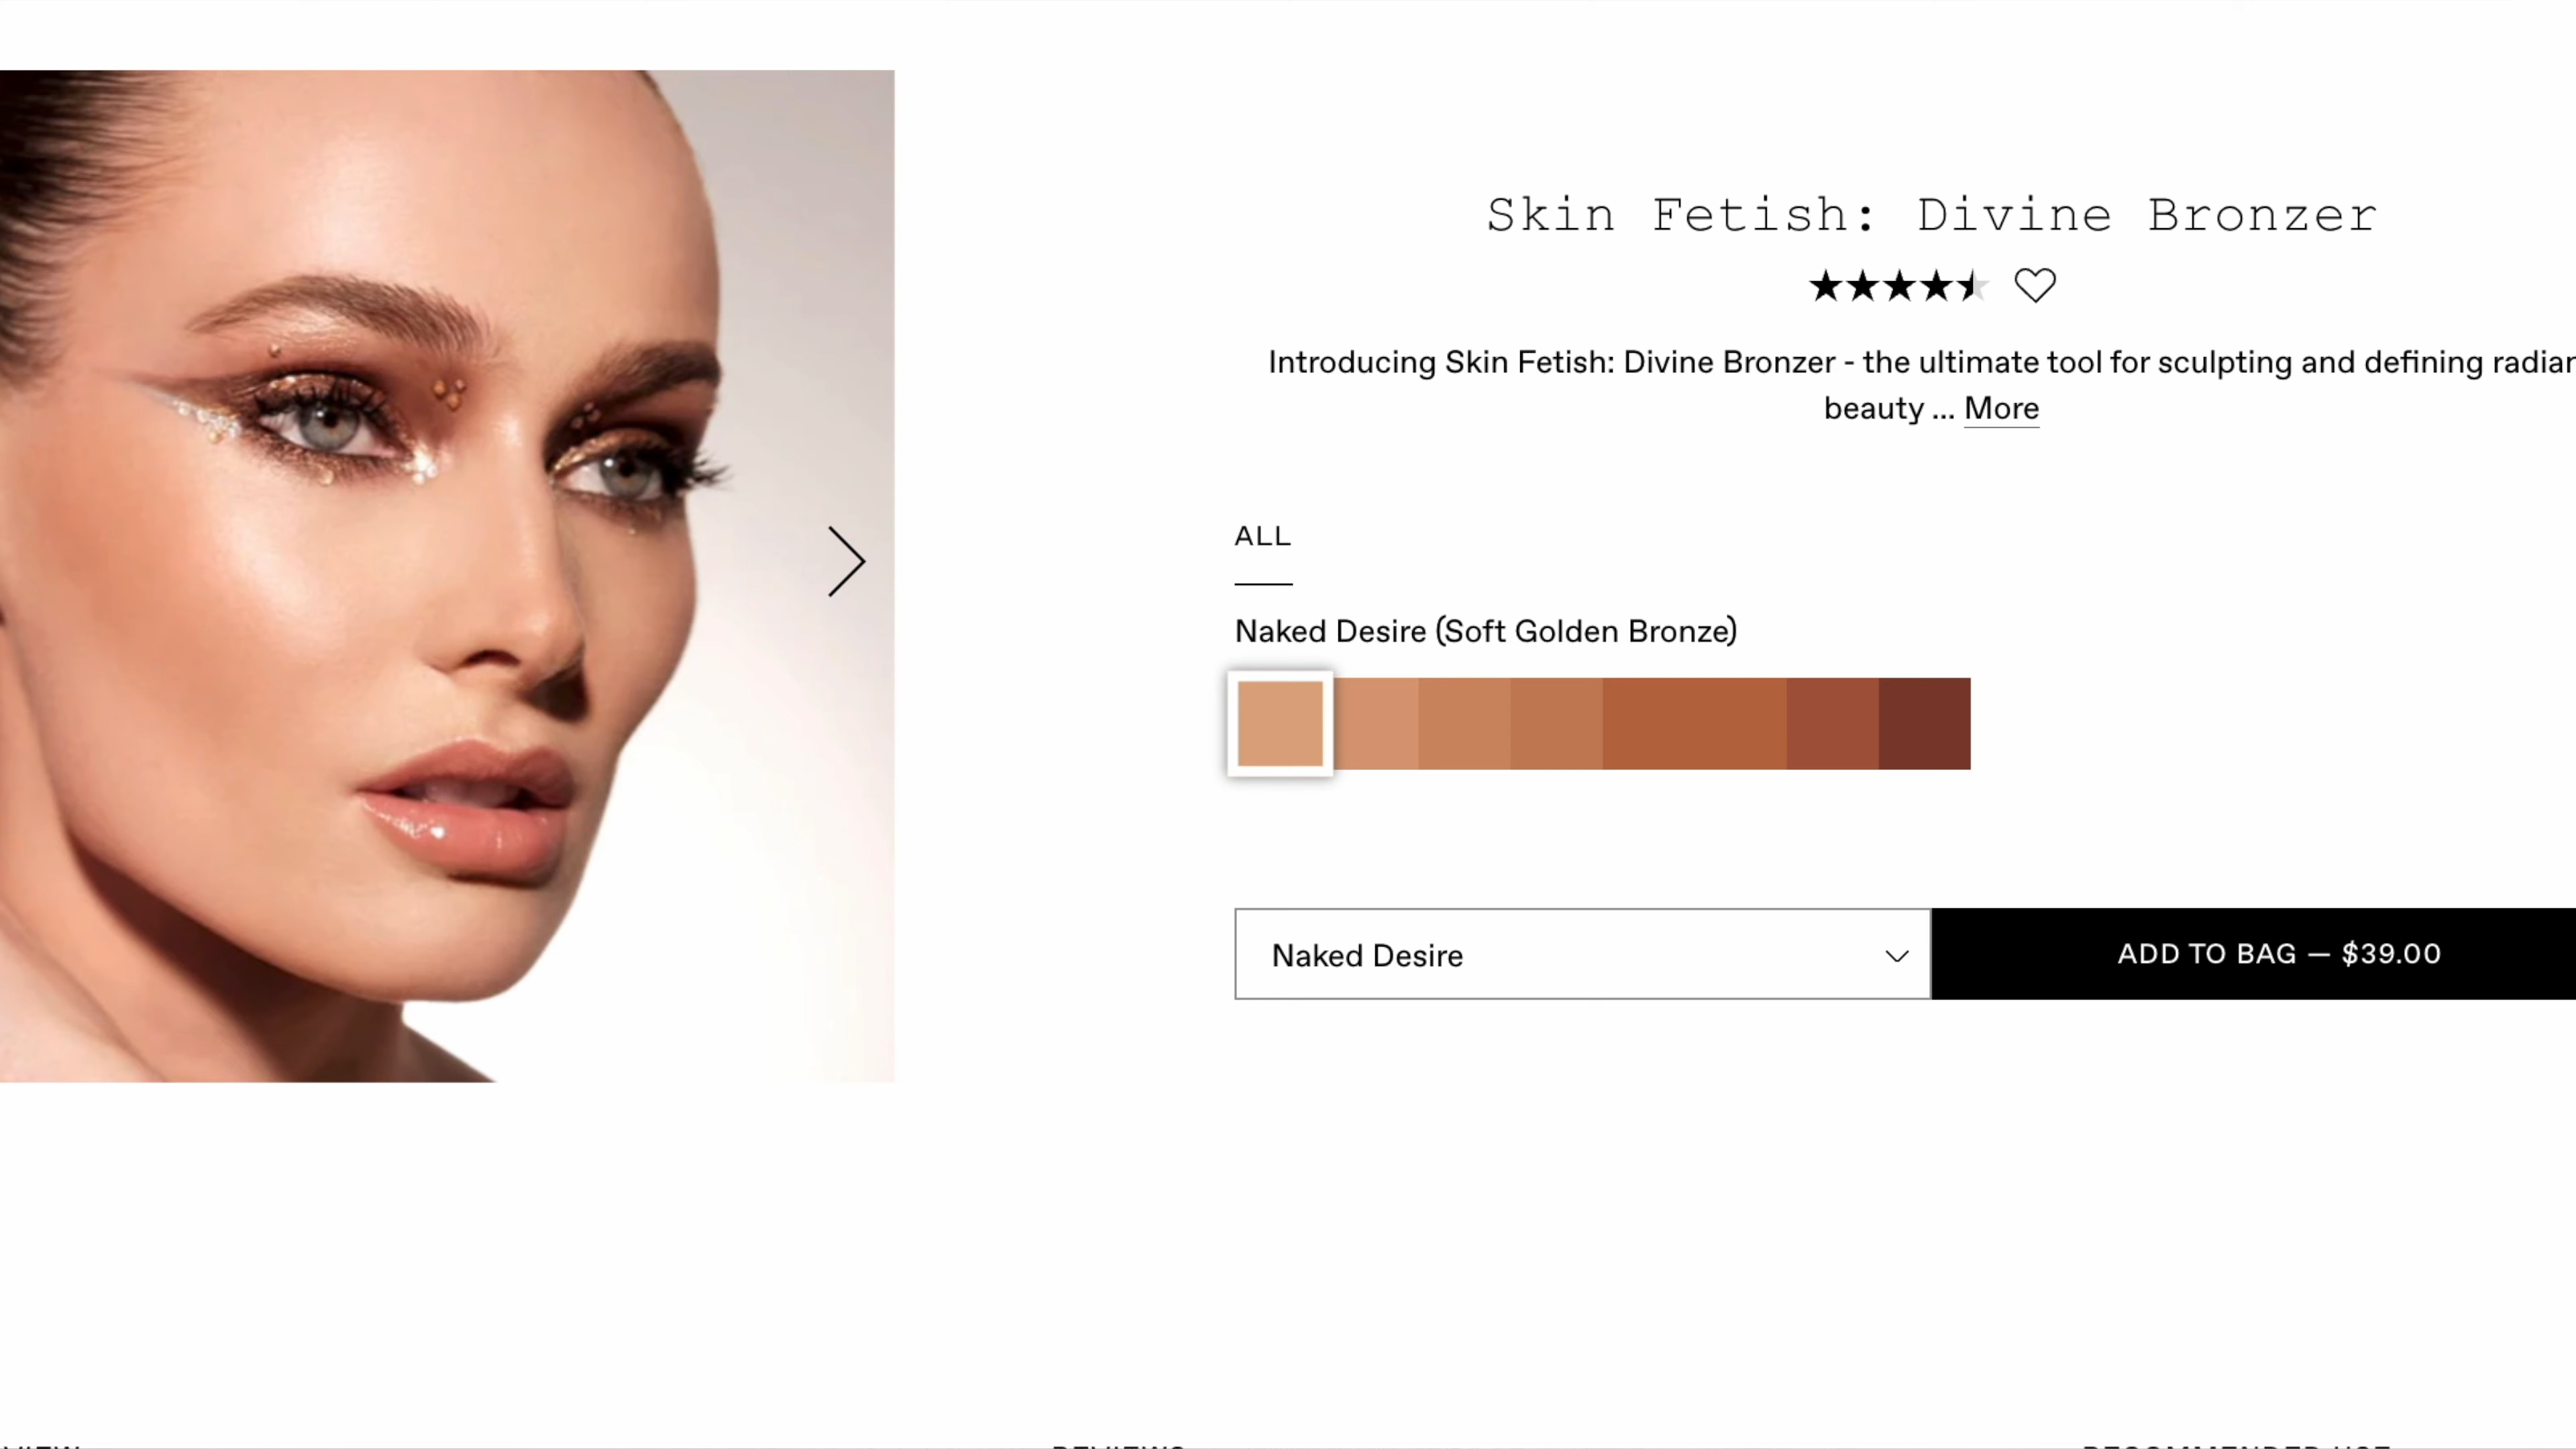 Skin Fetish: Divine Bronzer
Introducing Skin Fetish: Divine Bronzer - the ultimate tool for sculpting and defining
beauty ... More
ALL
Naked Desire (Soft Golden Bronze)
Naked Desire
ADD TO BAG — $39.00